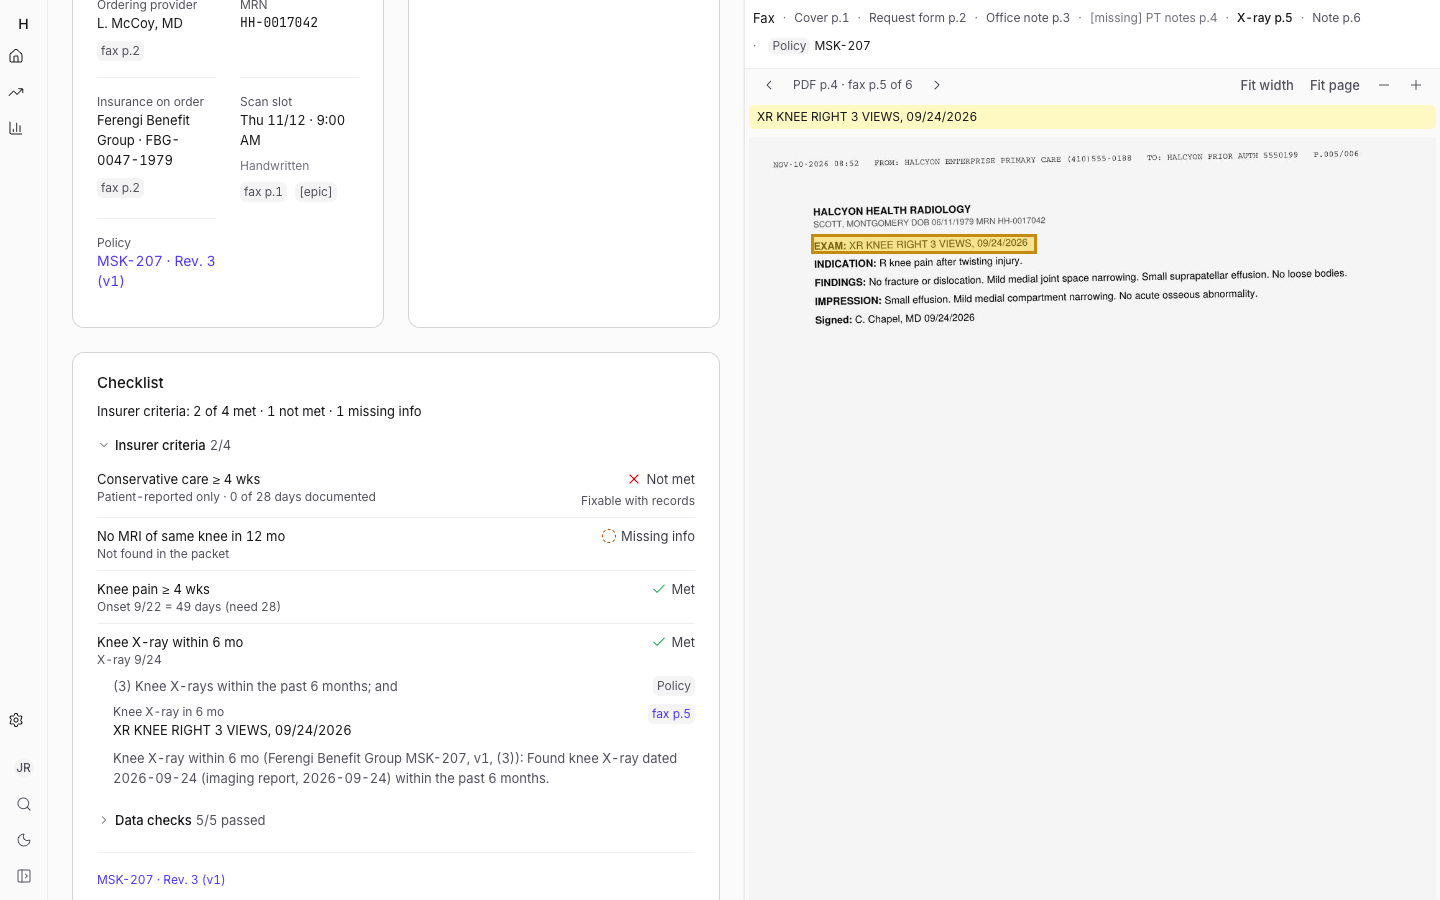 H
JR
Ordering provider
L. McCoy, MD
fax p.2
MRN
HH-0017042
Insurance on order
Ferengi Benefit
Group · FBG-
0047-1979
fax p.2
Scan slot
Thu 11/12 · 9:00
AM
Handwritten
fax p.1 [epic]
Policy
MSK-207 · Rev. 3
(v1)
Checklist
Insurer criteria: 2 of 4 met · 1 not met · 1 missing info
Insurer criteria 2/4
Conservative care ≥ 4 wks
Not met
Patient-reported only · 0 of 28 days documented
Fixable with records
No MRI of same knee in 12 mo
Missing info
Not found in the packet
Knee pain ≥ 4 wks
Met
Onset 9/22 = 49 days (need 28)
Knee X-ray within 6 mo
Met
X-ray 9/24
(3) Knee X-rays within the past 6 months; and
Policy
Knee X-ray in 6 mo
fax p.5
XR KNEE RIGHT 3 VIEWS, 09/24/2026
Knee X-ray within 6 mo (Ferengi Benefit Group MSK-207, v1, (3)): Found knee X-ray dated
2026-09-24 (imaging report, 2026-09-24) within the past 6 months.
Data checks 5/5 passed
MSK-207 · Rev. 3 (v1)
Fax · Cover p.1 · Request form p.2 · Office note p.3 · [missing] PT notes p.4 · X-ray p.5 · Note p.6
· Policy MSK-207
PDF p.4 · fax p.5 of 6
Fit width Fit page
XR KNEE RIGHT 3 VIEWS, 09/24/2026
NOV-10-2026 08:52 FROM: HALCYON ENTERPRISE PRIMARY CARE (410)555-0188 TO: HALCYON PRIOR AUTH 5550199 P.005/006
HALCYON HEALTH RADIOLOGY
SCOTT, MONTGOMERY DOB 06/11/1979 MRN HH-0017042
EXAM: XR KNEE RIGHT 3 VIEWS, 09/24/2026
INDICATION: R knee pain after twisting injury.
FINDINGS: No fracture or dislocation. Mild medial joint space narrowing. Small suprapatellar effusion. No loose bodies.
IMPRESSION: Small effusion. Mild medial compartment narrowing. No acute osseous abnormality.
Signed: C. Chapel, MD 09/24/2026